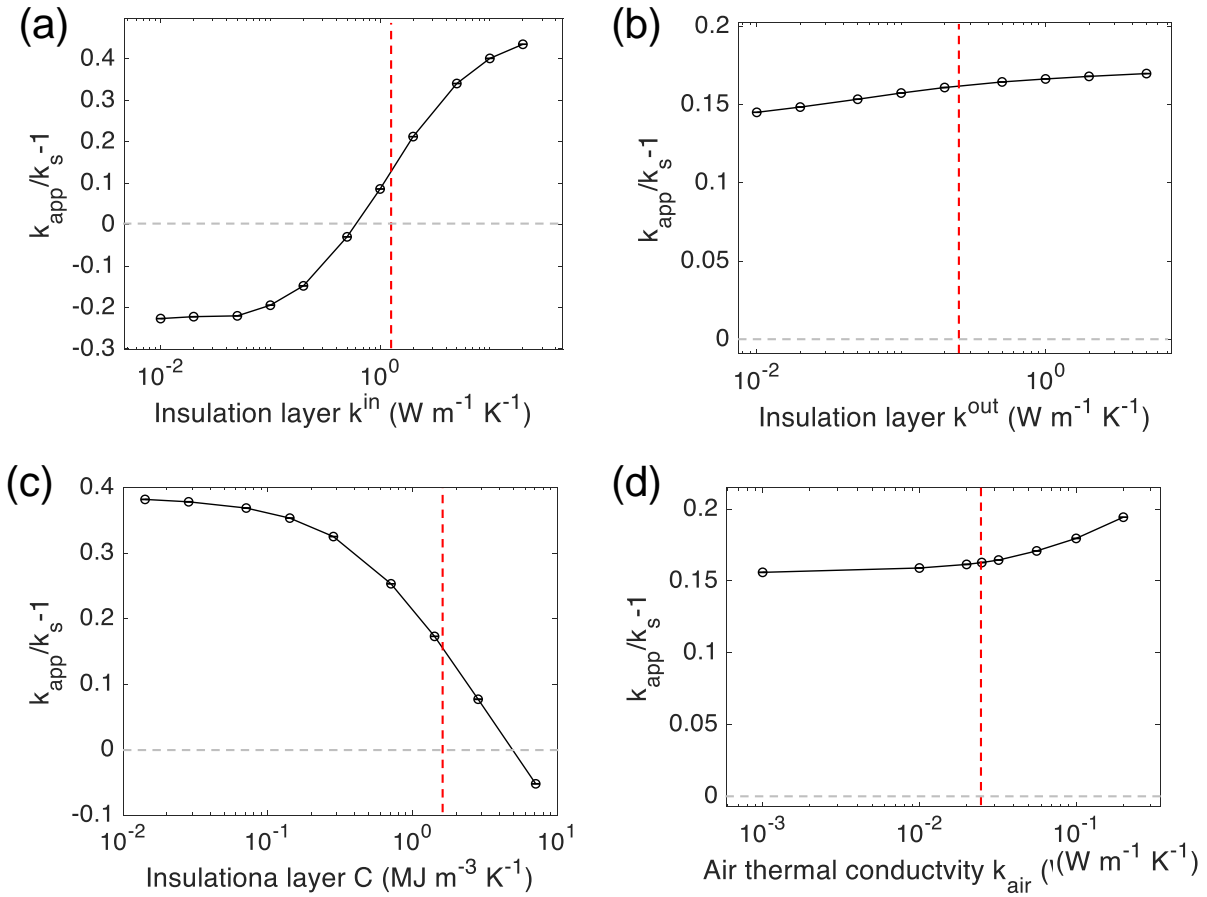 (a)
0.4
0.3
0.2
0.1
0
-0.1
-0.2
-0.3
k_app/k_s-1
10^-2 10^0
Insulation layer k^in (W m^-1 K^-1)
(b)
0.2
0.15
0.1
0.05
0
k_app/k_s-1
10^-2 10^0
Insulation layer k^out (W m^-1 K^-1)
(c)
0.4
0.3
0.2
0.1
0
-0.1
k_app/k_s-1
10^-2 10^-1 10^0 10^1
Insulationa layer C (MJ m^-3 K^-1)
(d)
0.2
0.15
0.1
0.05
0
k_app/k_s-1
10^-3 10^-2 10^-1
Air thermal conductvity k_air ((W m^-1 K^-1)